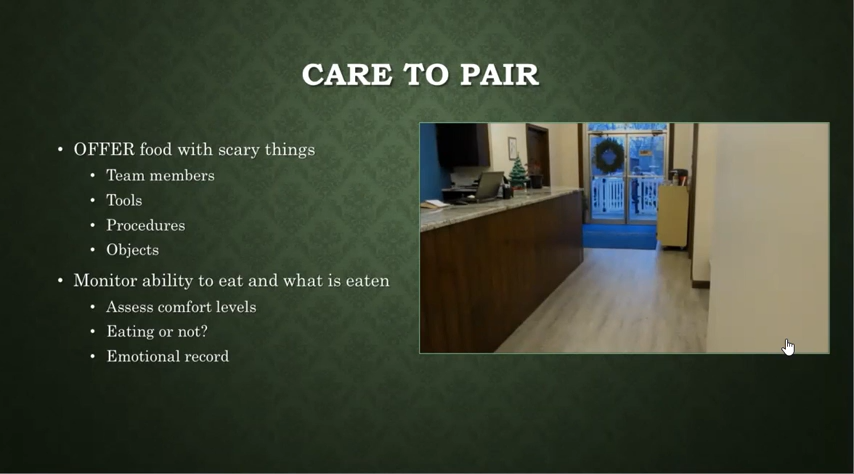 CARE TO PAIR
• OFFER food with scary things
• Team members
• Tools
• Procedures
• Objects
• Monitor ability to eat and what is eaten
• Assess comfort levels
• Eating or not?
• Emotional record